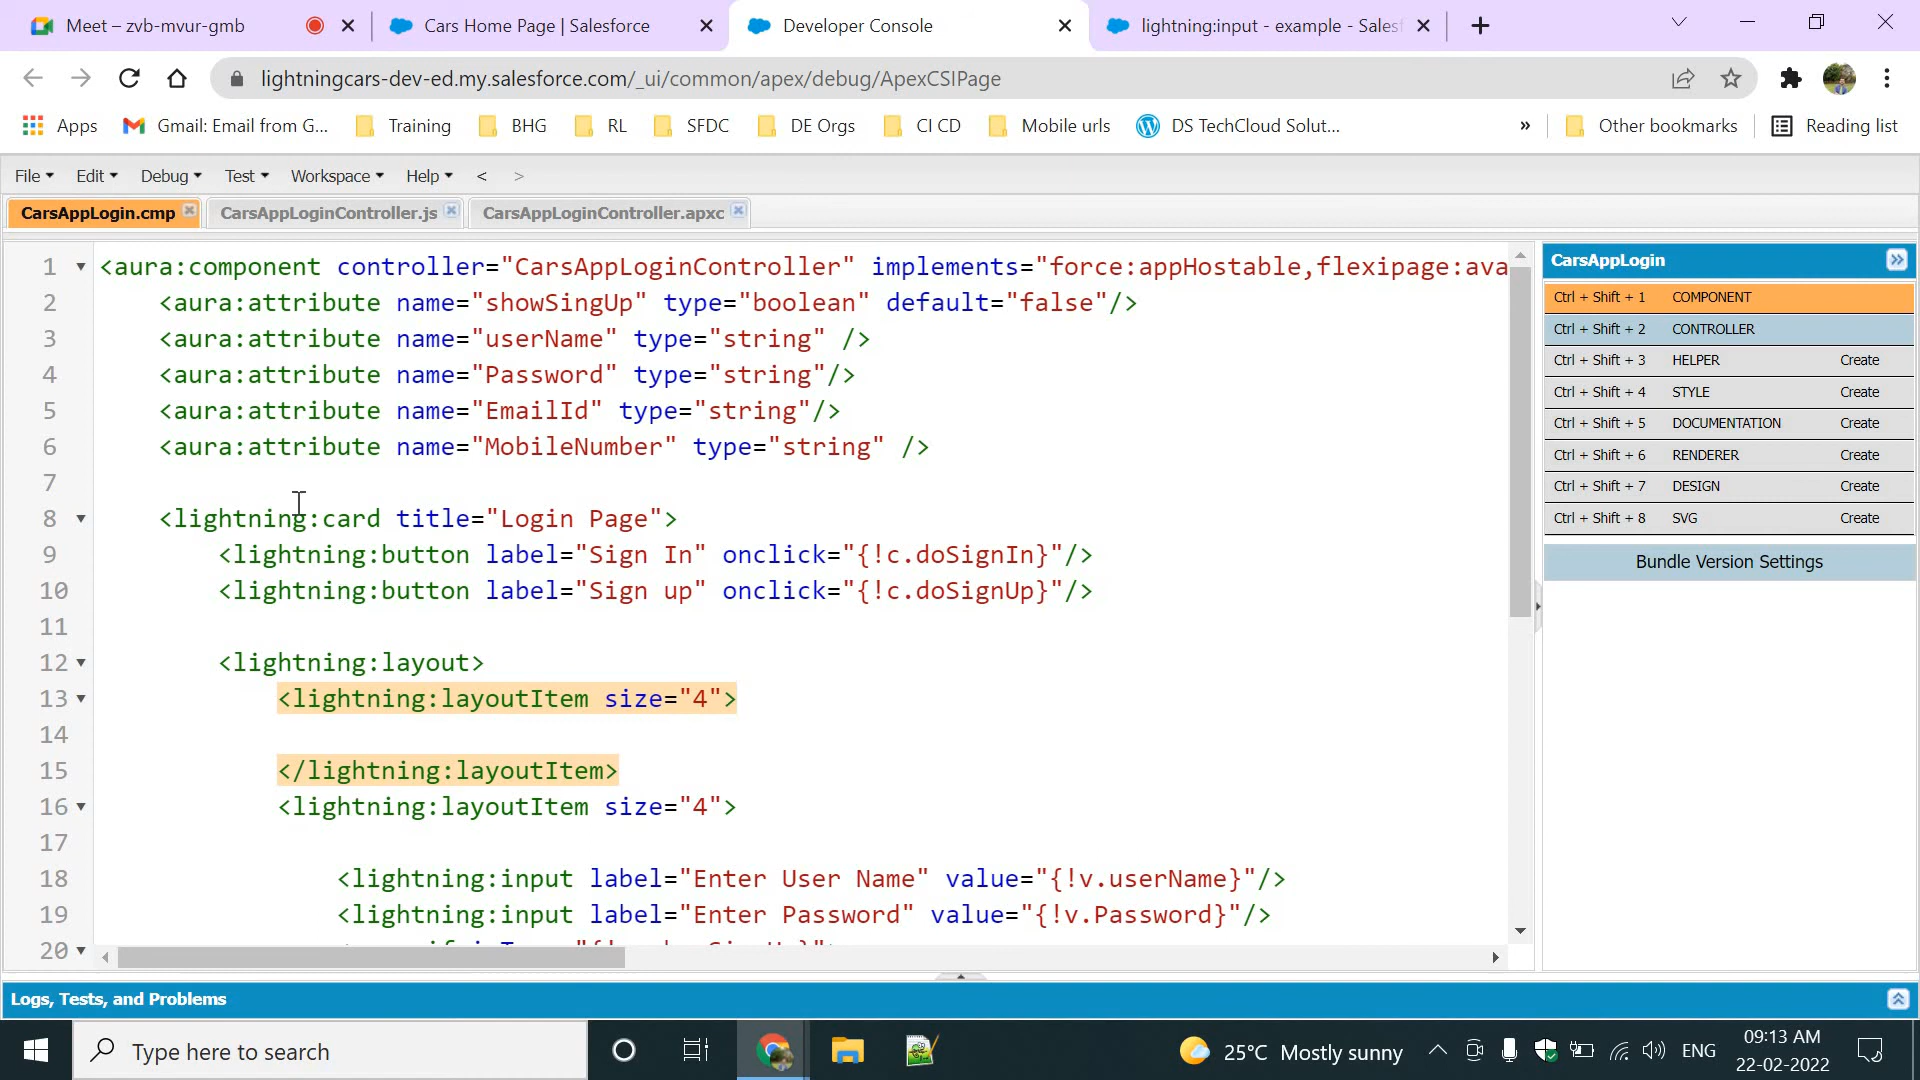 Meet – zvb-mvur-gmb
Cars Home Page | Salesforce
Developer Console
lightning:input - example - Salesf
lightningcars-dev-ed.my.salesforce.com/_ui/common/apex/debug/ApexCSIPage
Apps
Gmail: Email from G...
Training
BHG
RL
SFDC
DE Orgs
CI CD
Mobile urls
DS TechCloud Solut...
»
Other bookmarks
Reading list
File Edit Debug Test Workspace Help < >
CarsAppLogin.cmp
CarsAppLoginController.js
CarsAppLoginController.apxc
1 <aura:component controller="CarsAppLoginController" implements="force:appHostable,flexipage:ava
2 <aura:attribute name="showSingUp" type="boolean" default="false"/>
3 <aura:attribute name="userName" type="string" />
4 <aura:attribute name="Password" type="string"/>
5 <aura:attribute name="EmailId" type="string"/>
6 <aura:attribute name="MobileNumber" type="string" />
7
8 <lightning:card title="Login Page">
9 <lightning:button label="Sign In" onclick="{!c.doSignIn}"/>
10 <lightning:button label="Sign up" onclick="{!c.doSignUp}"/>
11
12 <lightning:layout>
13 <lightning:layoutItem size="4">
14
15 </lightning:layoutItem>
16 <lightning:layoutItem size="4">
17
18 <lightning:input label="Enter User Name" value="{!v.userName}"/>
19 <lightning:input label="Enter Password" value="{!v.Password}"/>
20
CarsAppLogin
Ctrl + Shift + 1 COMPONENT
Ctrl + Shift + 2 CONTROLLER
Ctrl + Shift + 3 HELPER Create
Ctrl + Shift + 4 STYLE Create
Ctrl + Shift + 5 DOCUMENTATION Create
Ctrl + Shift + 6 RENDERER Create
Ctrl + Shift + 7 DESIGN Create
Ctrl + Shift + 8 SVG Create
Bundle Version Settings
Logs, Tests, and Problems
Type here to search
25°C Mostly sunny
ENG
09:13 AM
22-02-2022